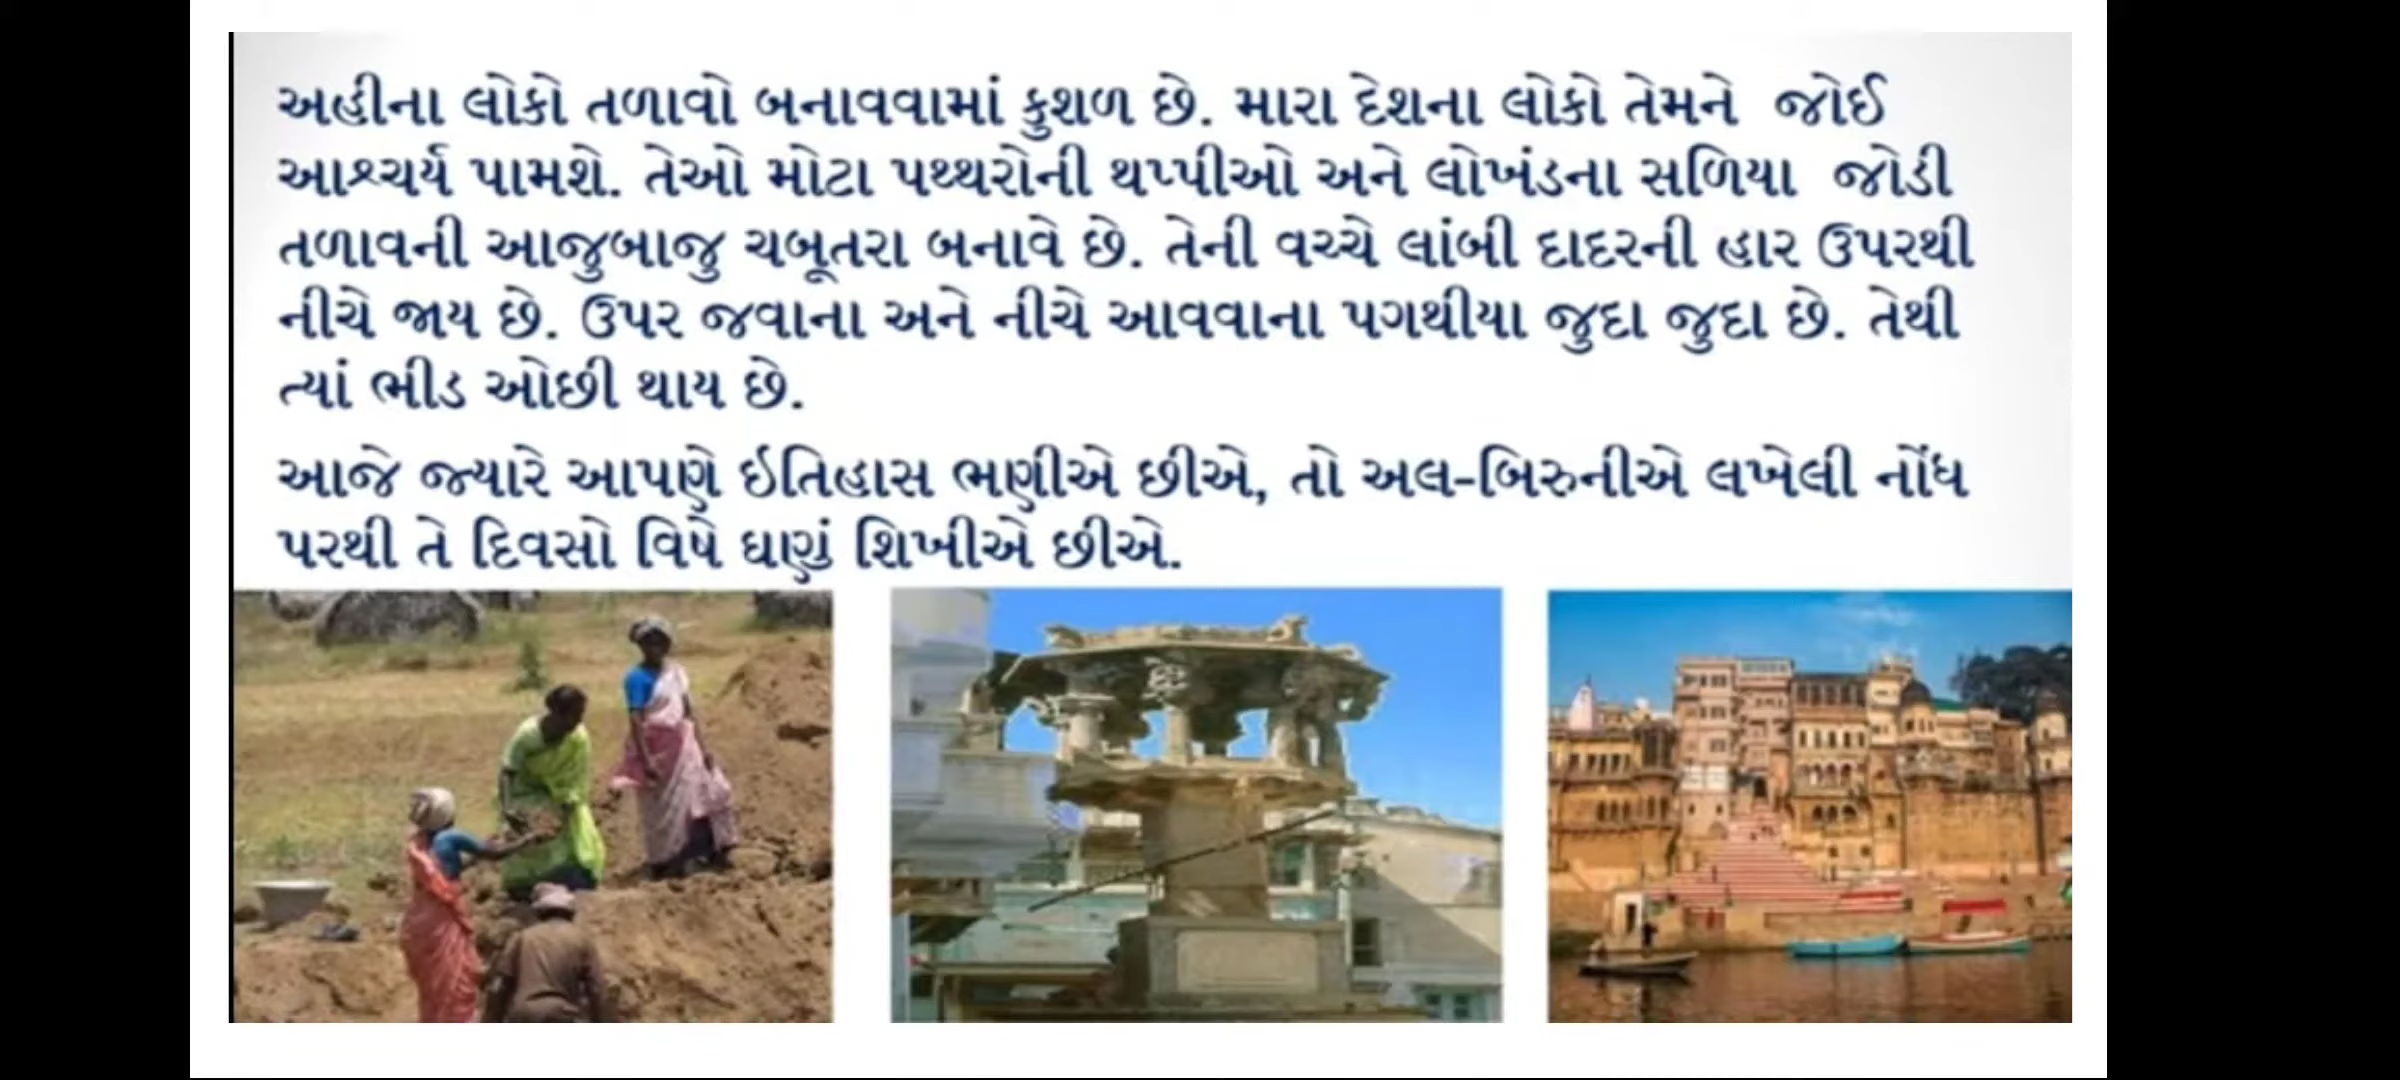 અહીના લોકો તળાવો બનાવવામાં કુશળ છે. મારા દેશના લોકો તેમને જોઈ
આશ્ચર્ય પામશે. તેઓ મોટા પથ્થરોની થપ્પીઓ અને લોખંડના સળિયા જોડી
તળાવની આજુબાજુ ચબૂતરા બનાવે છે. તેની વચ્ચે લાંબી દાદરની હાર ઉપરથી
નીચે જાય છે. ઉપર જવાના અને નીચે આવવાના પગથીયા જુદા જુદા છે. તેથી
ત્યાં ભીડ ઓછી થાય છે.
આજે જ્યારે આપણે ઇતિહાસ ભણીએ છીએ, તો અલ-બિરુનીએ લખેલી નોંધ
પરથી તે દિવસો વિષે ઘણું શિખીએ છીએ.